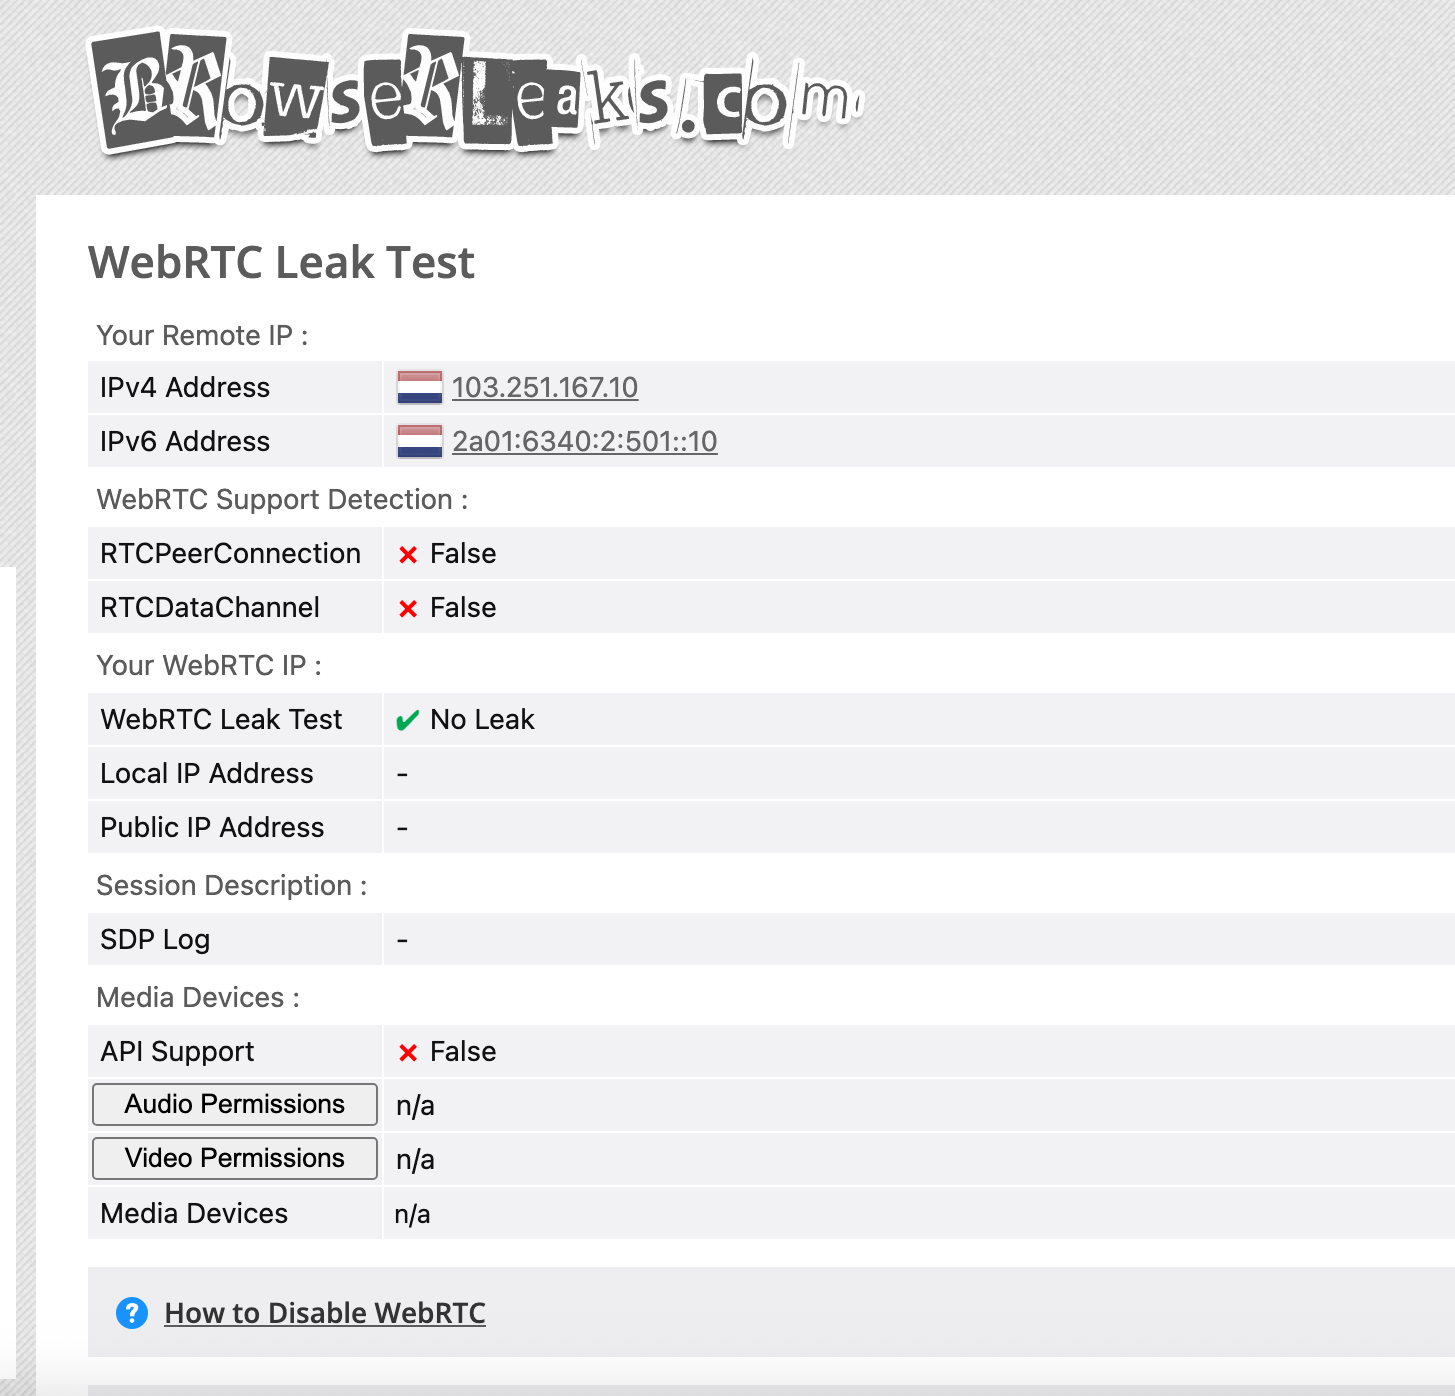 BRowseRLeaks.com
WebRTC Leak Test
Your Remote IP :
IPv4 Address 103.251.167.10
IPv6 Address 2a01:6340:2:501::10
WebRTC Support Detection :
RTCPeerConnection × False
RTCDataChannel × False
Your WebRTC IP :
WebRTC Leak Test ✔ No Leak
Local IP Address -
Public IP Address -
Session Description :
SDP Log -
Media Devices :
API Support × False
Audio Permissions n/a
Video Permissions n/a
Media Devices n/a
? How to Disable WebRTC